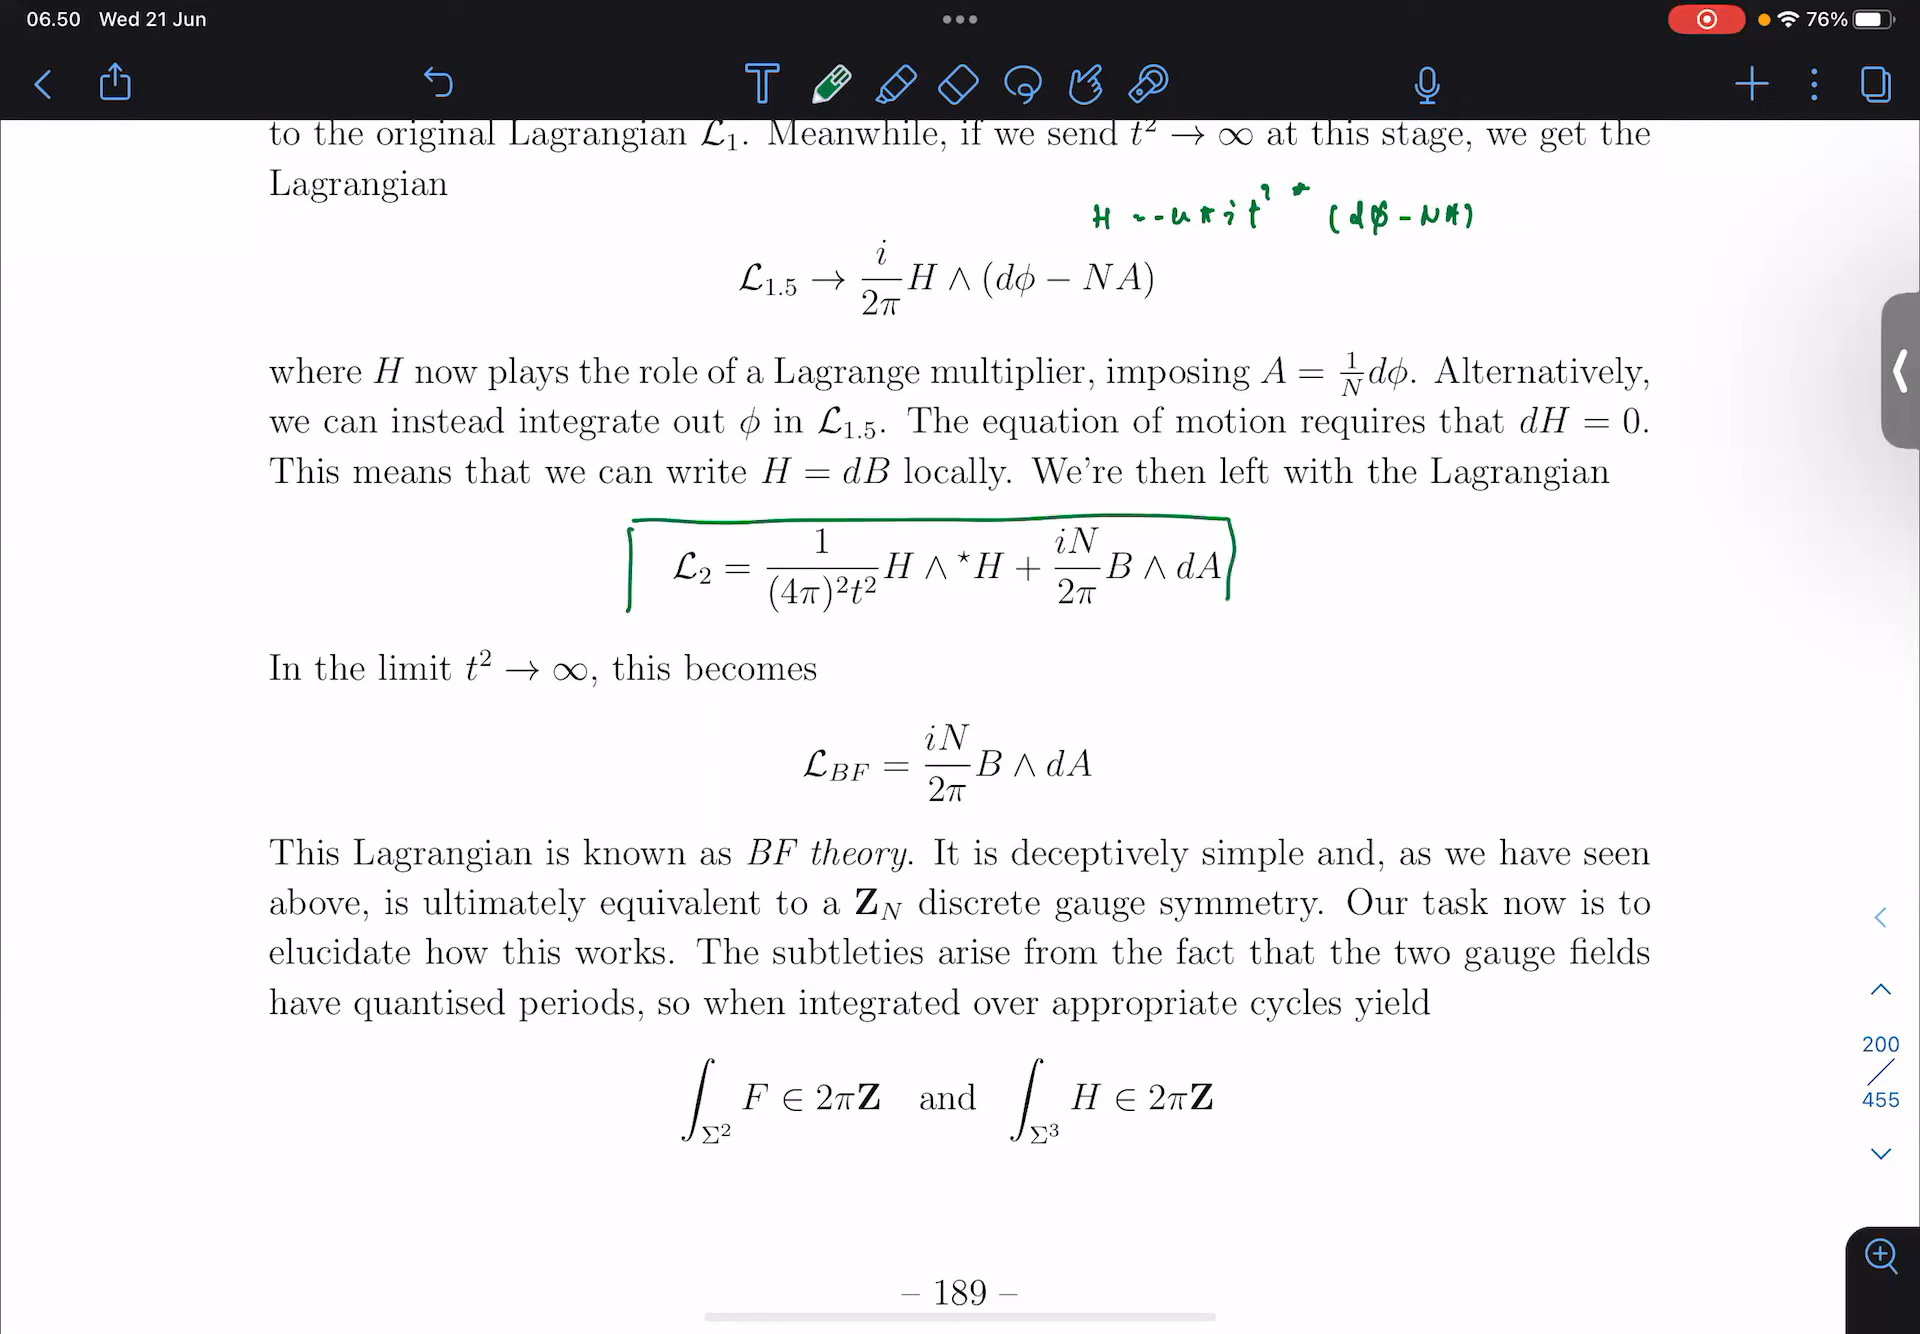 06.50 Wed 21 Jun
76%
to the original Lagrangian ℒ₁. Meanwhile, if we send t² → ∞ at this stage, we get the
Lagrangian
(dϕ - NA)
ℒ₁.₅ → i/2π H ∧ (dϕ − NA)
where H now plays the role of a Lagrange multiplier, imposing A = 1/N dϕ. Alternatively,
we can instead integrate out ϕ in ℒ₁.₅. The equation of motion requires that dH = 0.
This means that we can write H = dB locally. We're then left with the Lagrangian
ℒ₂ = 1/(4π)²t² H ∧ ⋆H + iN/2π B ∧ dA
In the limit t² → ∞, this becomes
ℒ_BF = iN/2π B ∧ dA
This Lagrangian is known as BF theory. It is deceptively simple and, as we have seen
above, is ultimately equivalent to a Z_N discrete gauge symmetry. Our task now is to
elucidate how this works. The subtleties arise from the fact that the two gauge fields
have quantised periods, so when integrated over appropriate cycles yield
∫_Σ² F ∈ 2πZ and ∫_Σ³ H ∈ 2πZ
– 189 –
200
/
455